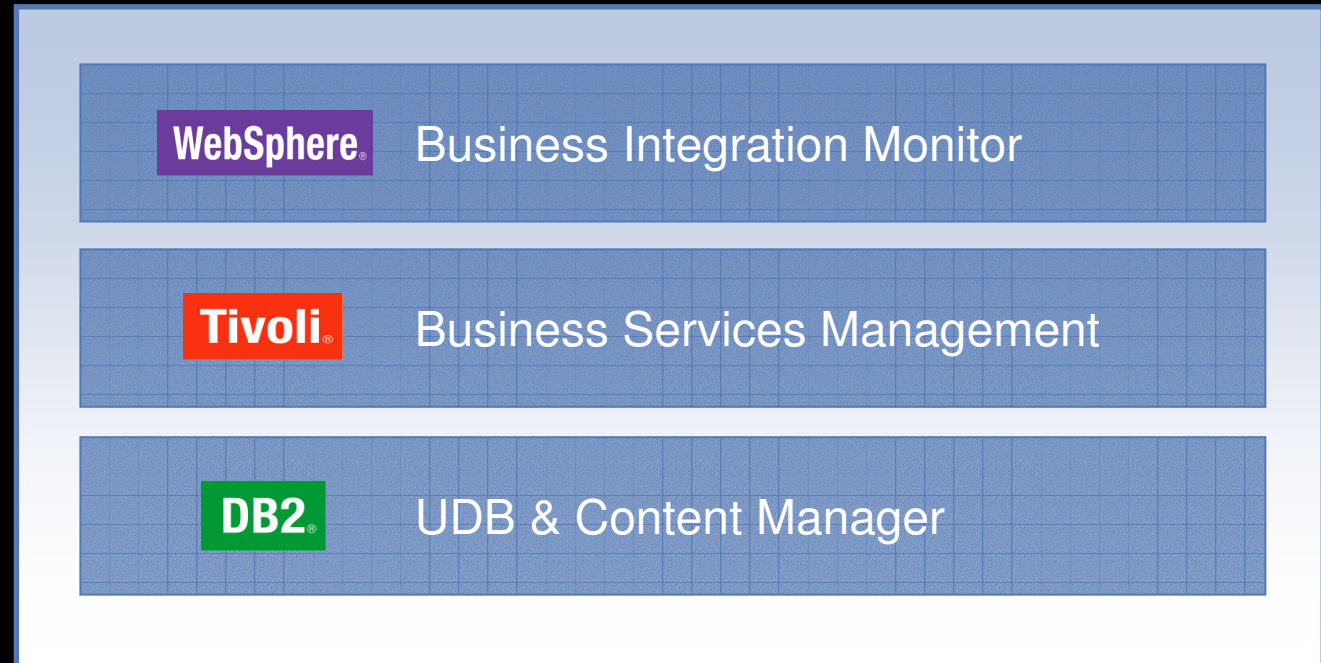 WebSphere® Business Integration Monitor
Tivoli® Business Services Management
DB2® UDB & Content Manager